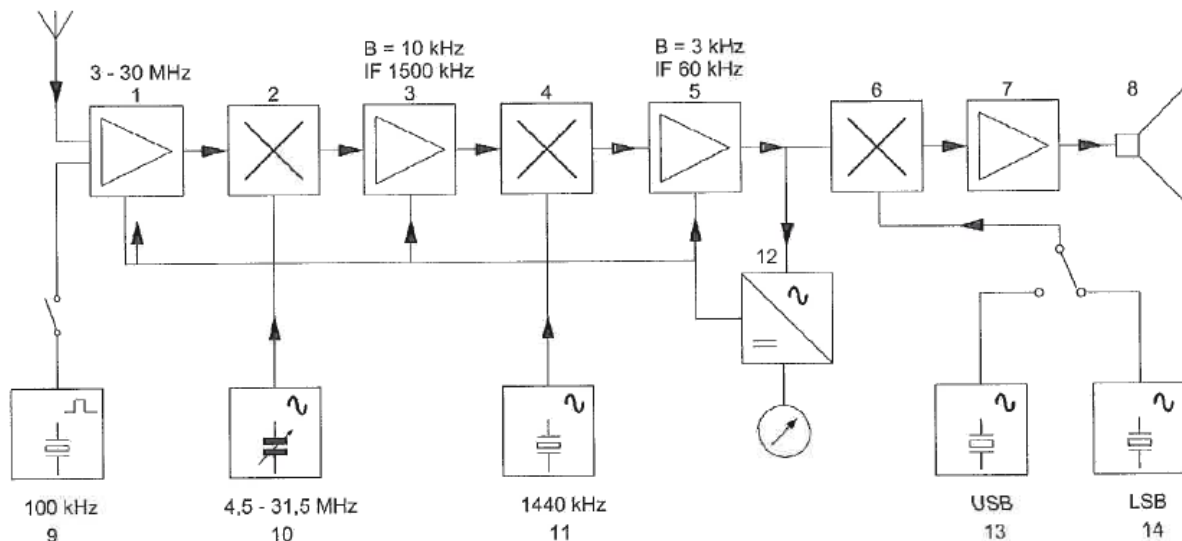 3 - 30 MHz
1
2
B = 10 kHz
IF 1500 kHz
3
4
B = 3 kHz
IF 60 kHz
5
6
7
8
12
100 kHz
9
4,5 - 31,5 MHz
10
1440 kHz
11
USB
13
LSB
14